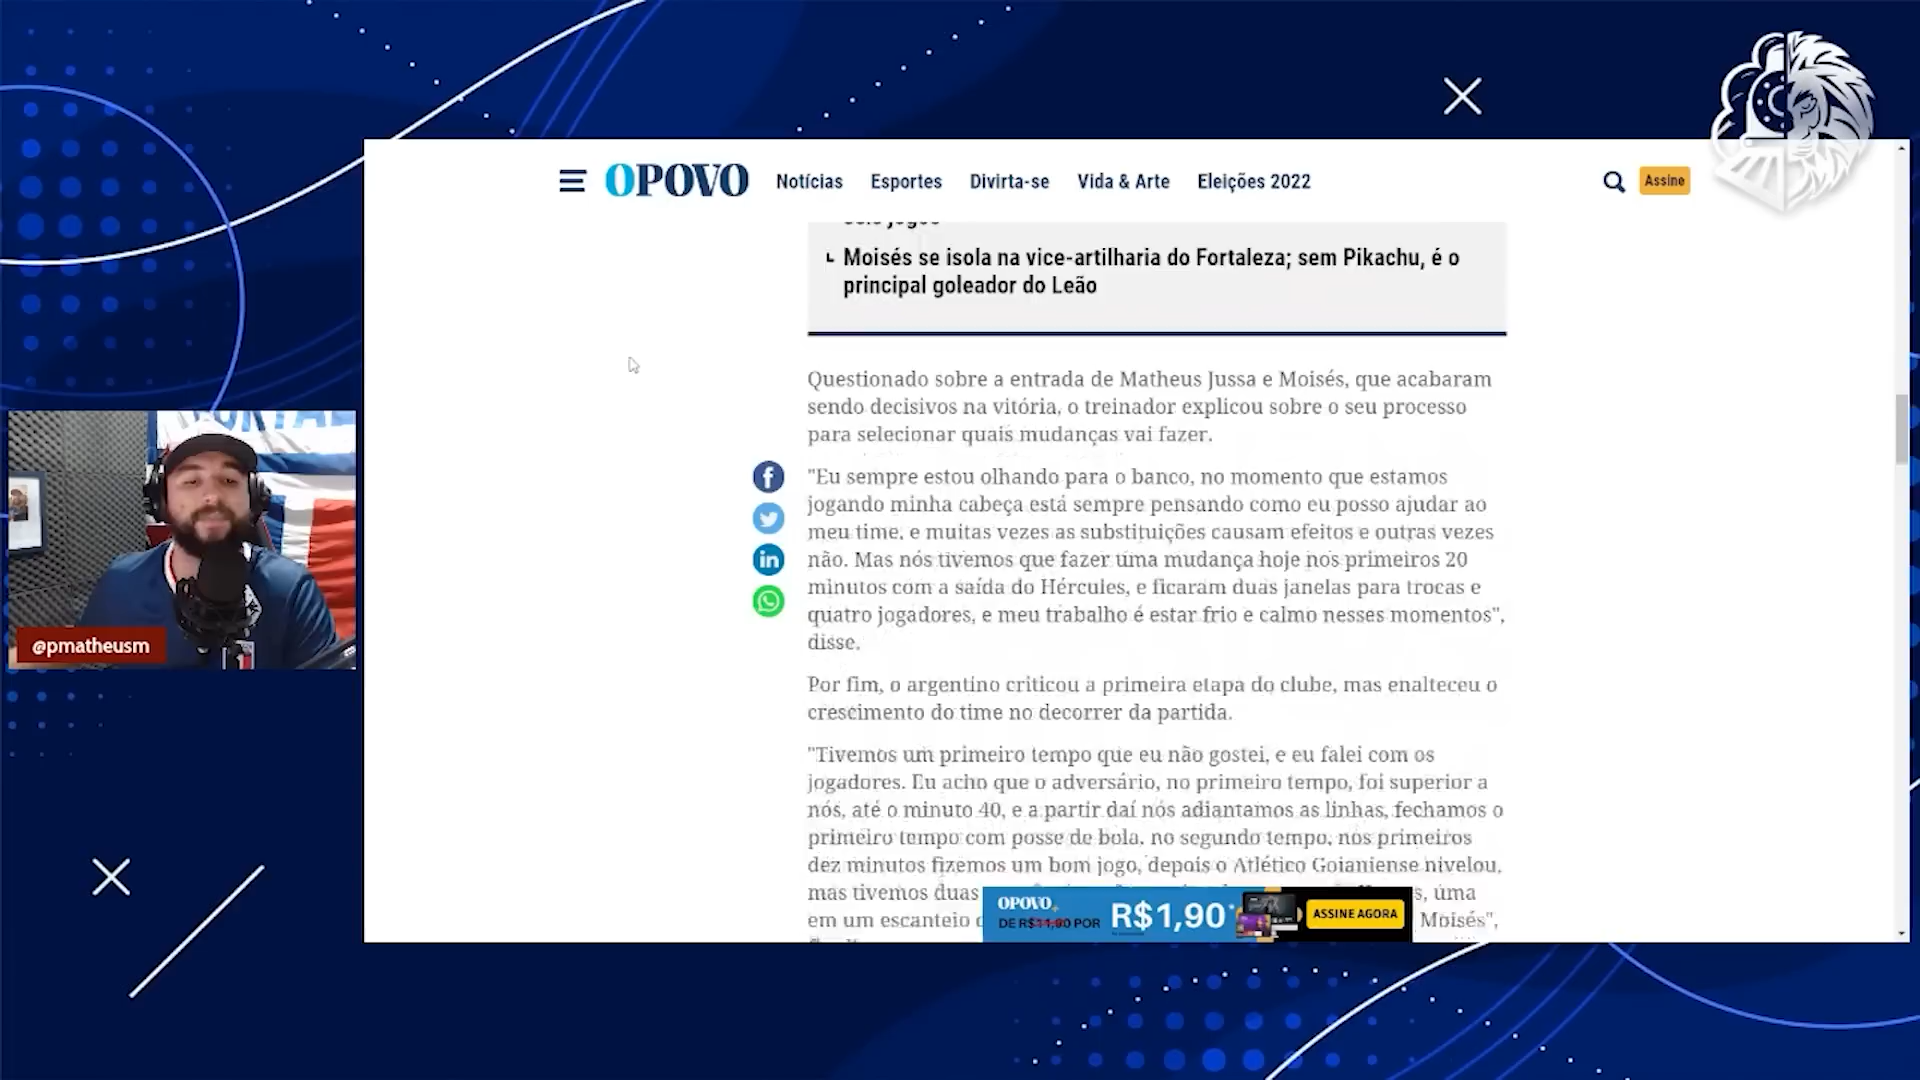 OPOVO Notícias Esportes Divirta-se Vida & Arte Eleições 2022 Assine
seis jogos
Moisés se isola na vice-artilharia do Fortaleza; sem Pikachu, é o
principal goleador do Leão
Questionado sobre a entrada de Matheus Jussa e Moisés, que acabaram
sendo decisivos na vitória, o treinador explicou sobre o seu processo
para selecionar quais mudanças vai fazer.
"Eu sempre estou olhando para o banco, no momento que estamos
jogando minha cabeça está sempre pensando como eu posso ajudar ao
meu time, e muitas vezes as substituições causam efeitos e outras vezes
não. Mas nós tivemos que fazer uma mudança hoje nos primeiros 20
minutos com a saída do Hércules, e ficaram duas janelas para trocas e
quatro jogadores, e meu trabalho é estar frio e calmo nesses momentos",
disse.
Por fim, o argentino criticou a primeira etapa do clube, mas enalteceu o
crescimento do time no decorrer da partida.
"Tivemos um primeiro tempo que eu não gostei, e eu falei com os
jogadores. Eu acho que o adversário, no primeiro tempo, foi superior a
nós, até o minuto 40, e a partir daí nós adiantamos as linhas, fechamos o
primeiro tempo com posse de bola, no segundo tempo, nos primeiros
dez minutos fizemos um bom jogo, depois o Atlético Goianiense nivelou,
mas tivemos duas s, uma
em um escanteio Moisés",
OPOVO+
DE R$14,90 POR R$1,90* ASSINE AGORA
@pmatheusm